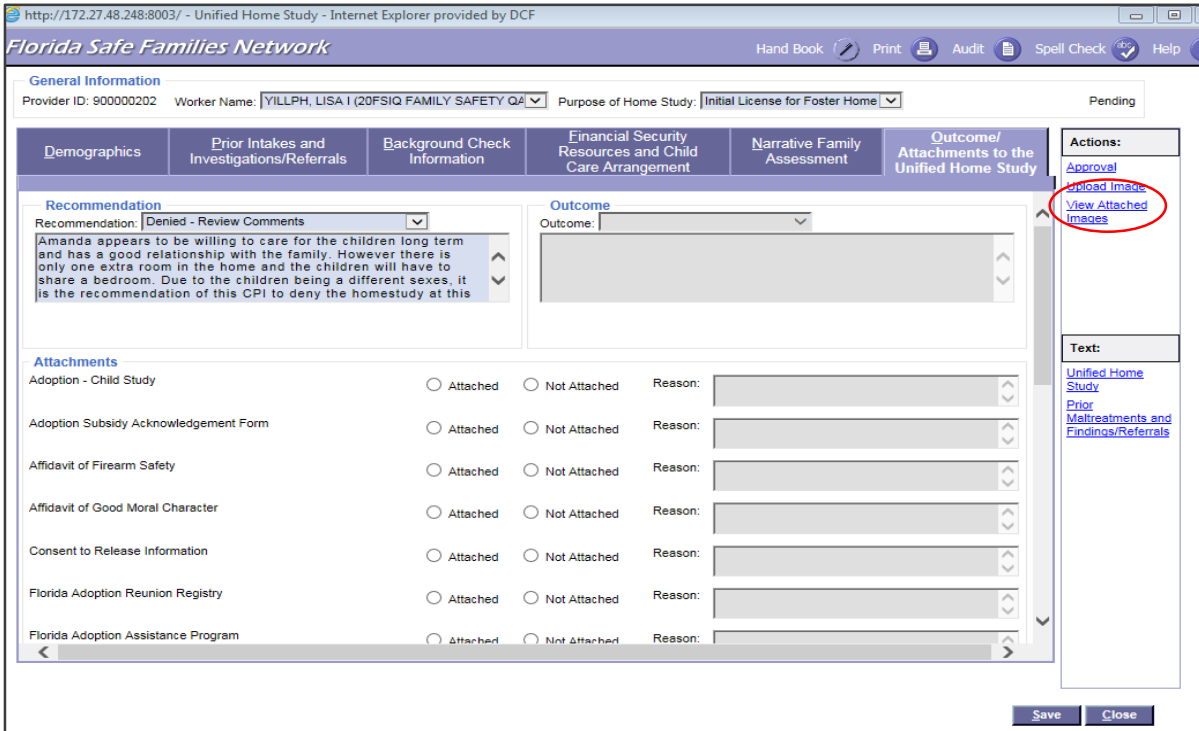 http://172.27.48.248:8003/ - Unified Home Study - Internet Explorer provided by DCF
Florida Safe Families Network
Hand Book Print Audit Spell Check Help
General Information
Provider ID: 900000202 Worker Name: YILLPH, LISA I (20FSIQ FAMILY SAFETY QA Purpose of Home Study: Initial License for Foster Home Pending
Demographics
Prior Intakes and
Investigations/Referrals
Background Check
Information
Financial Security
Resources and Child
Care Arrangement
Narrative Family
Assessment
Outcome/
Attachments to the
Unified Home Study
Actions:
Approval
Upload Image
View Attached
Images
Recommendation
Recommendation: Denied - Review Comments
Amanda appears to be willing to care for the children long term
and has a good relationship with the family. However there is
only one extra room in the home and the children will have to
share a bedroom. Due to the children being a different sexes, it
is the recommendation of this CPI to deny the homestudy at this
Outcome
Outcome:
Attachments
Adoption - Child Study Attached Not Attached Reason:
Adoption Subsidy Acknowledgement Form Attached Not Attached Reason:
Affidavit of Firearm Safety Attached Not Attached Reason:
Affidavit of Good Moral Character Attached Not Attached Reason:
Consent to Release Information Attached Not Attached Reason:
Florida Adoption Reunion Registry Attached Not Attached Reason:
Florida Adoption Assistance Program Attached Not Attached Reason:
Text:
Unified Home
Study
Prior
Maltreatments and
Findings/Referrals
Save Close